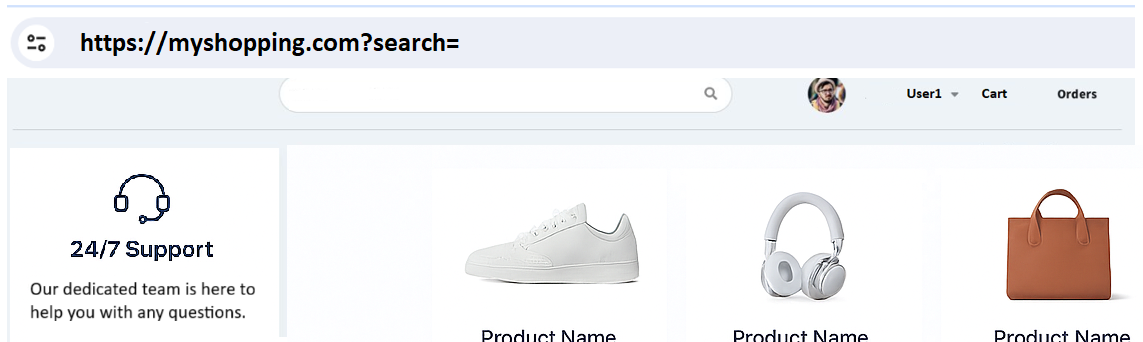 https://myshopping.com?search=
User1 Cart Orders
24/7 Support
Our dedicated team is here to
help you with any questions.
Product Name Product Name Product Name